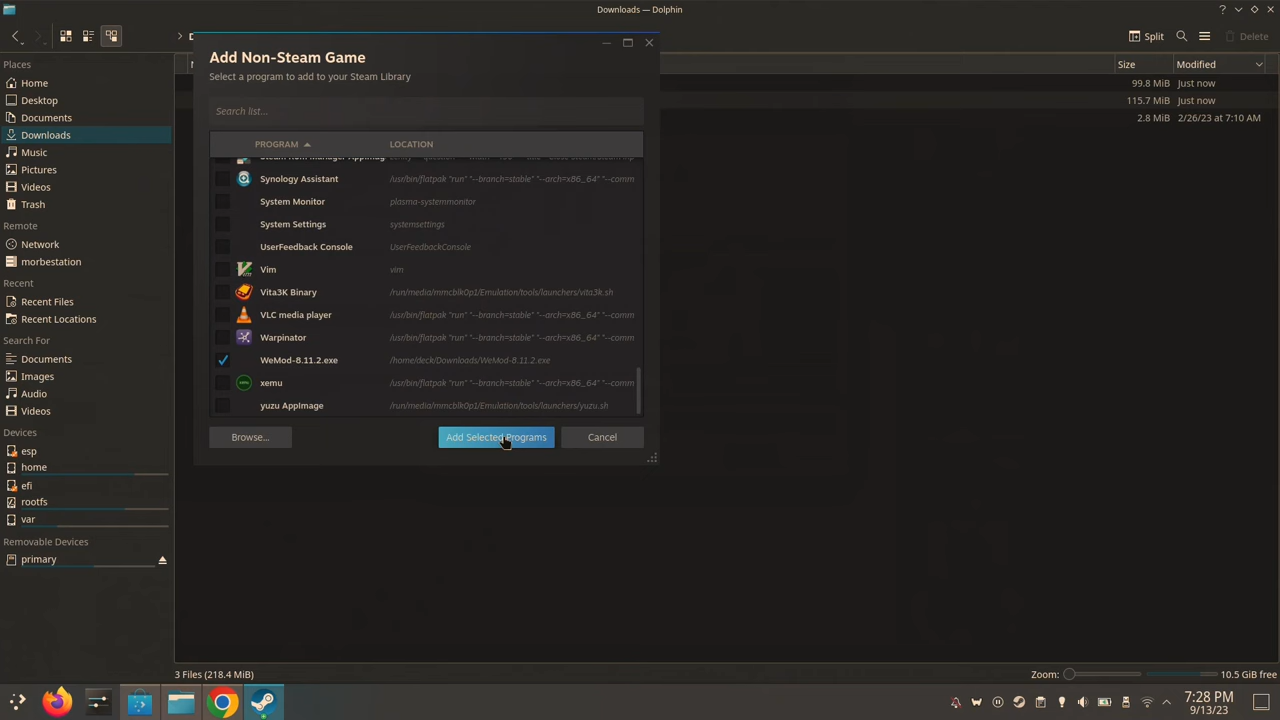 Downloads — Dolphin
Split
Delete
Places
Home
Desktop
Documents
Downloads
Music
Pictures
Videos
Trash
Remote
Network
morbestation
Recent
Recent Files
Recent Locations
Search For
Documents
Images
Audio
Videos
Devices
esp
home
efi
rootfs
var
Removable Devices
primary
Add Non-Steam Game
Select a program to add to your Steam Library
Search list...
PROGRAM LOCATION
Synology Assistant /usr/bin/flatpak "run" "--branch=stable" "--arch=x86_64" "--comm
System Monitor plasma-systemmonitor
System Settings systemsettings
UserFeedback Console UserFeedbackConsole
Vim vim
Vita3K Binary /run/media/mmcblk0p1/Emulation/tools/launchers/vita3k.sh
VLC media player /usr/bin/flatpak "run" "--branch=stable" "--arch=x86_64" "--comm
Warpinator /usr/bin/flatpak "run" "--branch=stable" "--arch=x86_64" "--comm
WeMod-8.11.2.exe /home/deck/Downloads/WeMod-8.11.2.exe
xemu /usr/bin/flatpak "run" "--branch=stable" "--arch=x86_64" "--comm
yuzu AppImage /run/media/mmcblk0p1/Emulation/tools/launchers/yuzu.sh
Browse...
Add Selected Programs
Cancel
Size Modified
99.8 MiB Just now
115.7 MiB Just now
2.8 MiB 2/26/23 at 7:10 AM
3 Files (218.4 MiB)
Zoom:
10.5 GiB free
7:28 PM
9/13/23